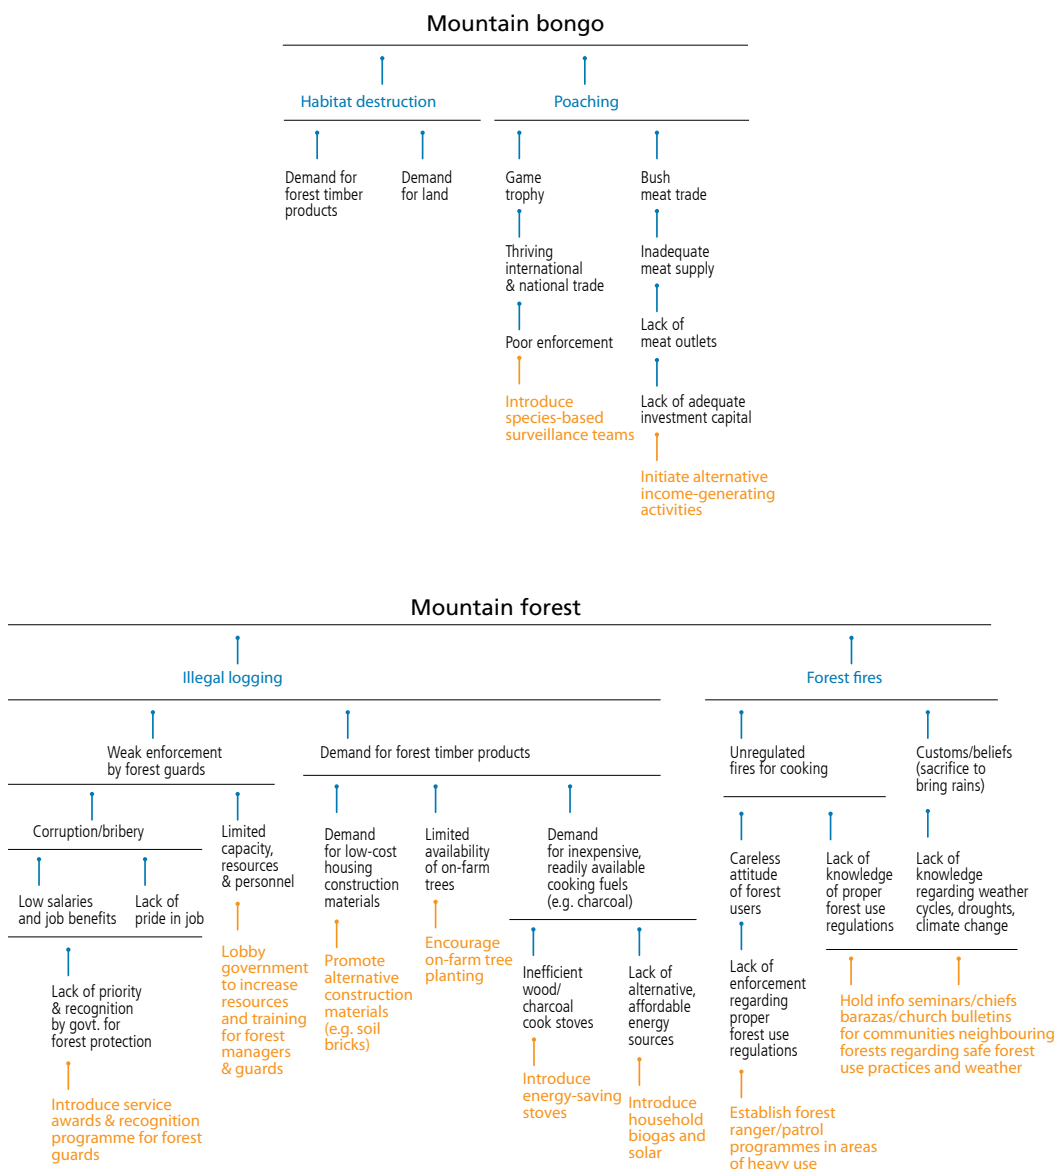 Mountain bongo
Habitat destruction
Poaching
Demand for
forest timber
products
Demand
for land
Game
trophy
Bush
meat trade
Thriving
international
& national trade
Inadequate
meat supply
Poor enforcement
Lack of
meat outlets
Introduce
species-based
surveillance teams
Lack of adequate
investment capital
Initiate alternative
income-generating
activities
Mountain forest
Illegal logging
Forest fires
Weak enforcement
by forest guards
Demand for forest timber products
Unregulated
fires for cooking
Customs/beliefs
(sacrifice to
bring rains)
Corruption/bribery
Limited
capacity,
resources
& personnel
Demand
for low-cost
housing
construction
materials
Limited
availability
of on-farm
trees
Demand
for inexpensive,
readily available
cooking fuels
(e.g. charcoal)
Careless
attitude
of forest
users
Lack of
knowledge
of proper
forest use
regulations
Lack of
knowledge
regarding weather
cycles, droughts,
climate change
Low salaries
and job benefits
Lack of
pride in job
Lobby
government
to increase
resources
and training
for forest
managers
& guards
Promote
alternative
construction
materials
(e.g. soil
bricks)
Encourage
on-farm tree
planting
Inefficient
wood/
charcoal
cook stoves
Lack of
alternative,
affordable
energy
sources
Lack of
enforcement
regarding
proper
forest use
regulations
Hold info seminars/chiefs
barazas/church bulletins
for communities neighbouring
forests regarding safe forest
use practices and weather
Lack of priority
& recognition
by govt. for
forest protection
Introduce service
awards & recognition
programme for forest
guards
Introduce
energy-saving
stoves
Introduce
household
biogas and
solar
Establish forest
ranger/patrol
programmes in areas
of heavy use